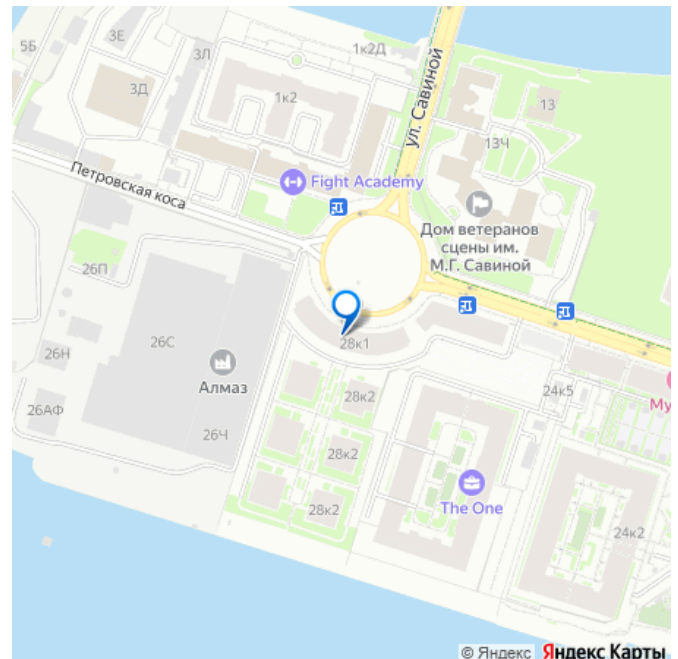 5Б
3Е
3Л
1к2Д
3Д
1к2
ул. Савиной
13
13Ч
Петровская коса
Fight Academy
Дом ветеранов
сцены им.
М.Г. Савиной
26П
26С
28к1
26Н
Алмаз
24к5
28к2
26АФ
26Ч
Му
28к2
The One
28к2
24к2
© Яндекс Яндекс Карты